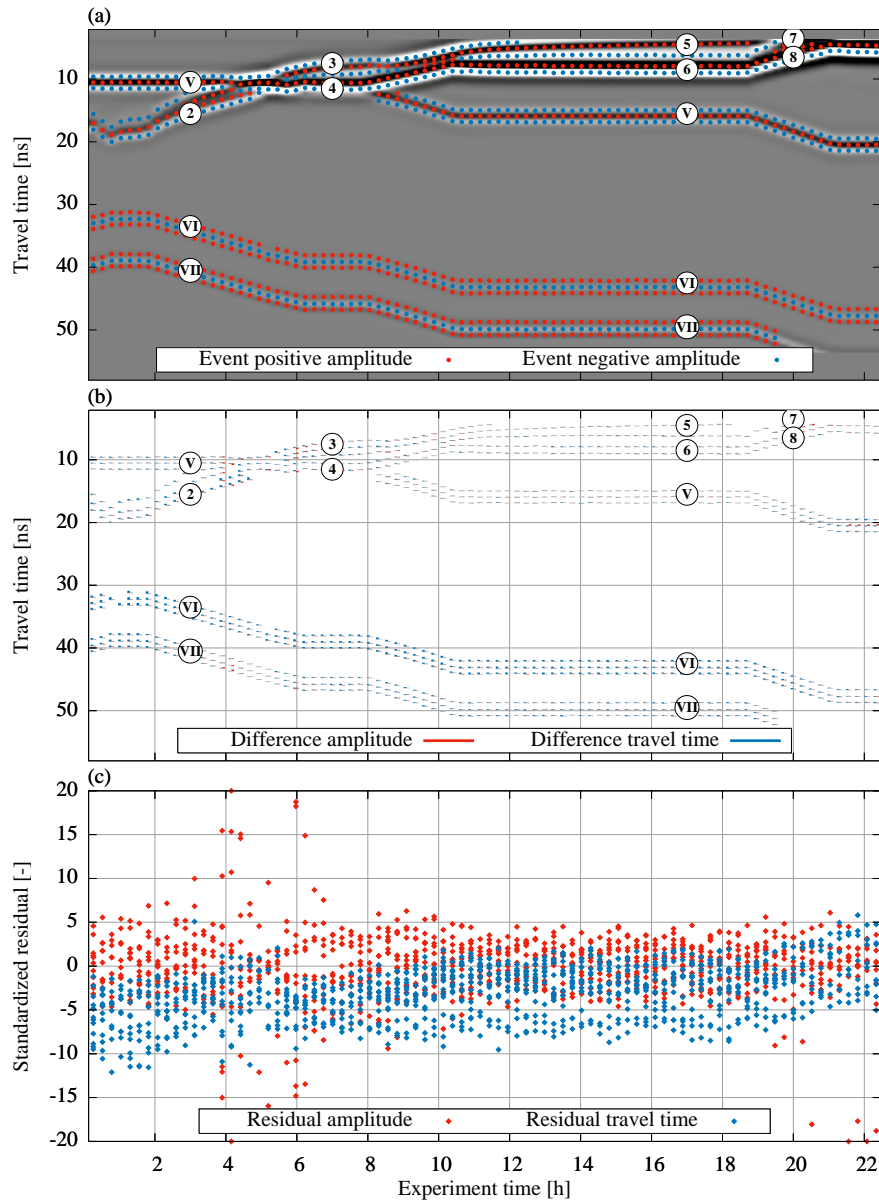 (a)
7
5
3
8
10
V
6
4
2
V
20
Travel time [ns]
30
VI
40
VII
VI
50
VII
Event positive amplitude
Event negative amplitude
(b)
7
5
3
8
10
V
6
4
2
V
20
Travel time [ns]
30
VI
40
VII
VI
50
VII
Difference amplitude
Difference travel time
(c)
20
15
10
5
0
-5
-10
-15
-20
Standardized residual [-]
Residual amplitude
Residual travel time
2 4 6 8 10 12 14 16 18 20 22
Experiment time [h]